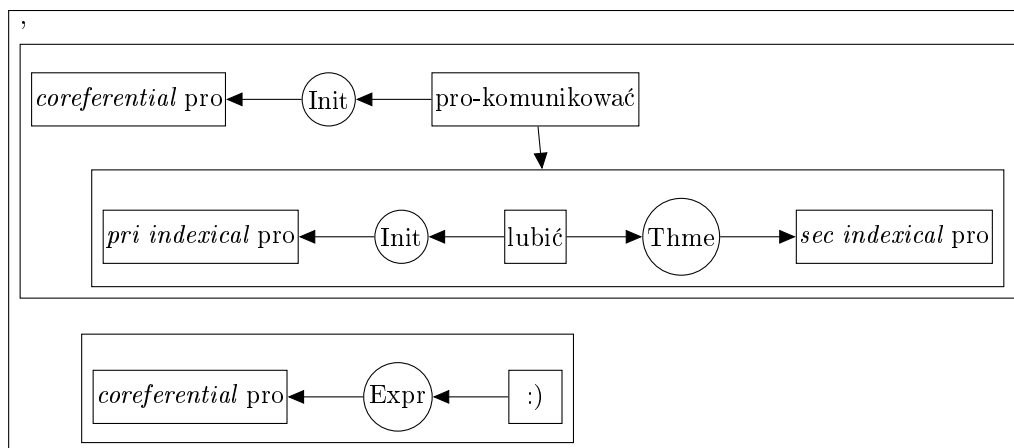 ,
coreferential pro Init pro-komunikować
pri indexical pro Init lubić Thme sec indexical pro
coreferential pro Expr :)